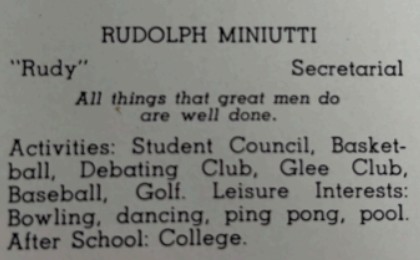 RUDOLPH MINIUTTI
"Rudy" Secretarial
All things that great men do
are well done.
Activities: Student Council, Basket-
ball, Debating Club, Glee Club,
Baseball, Golf. Leisure Interests:
Bowling, dancing, ping pong, pool.
After School: College.